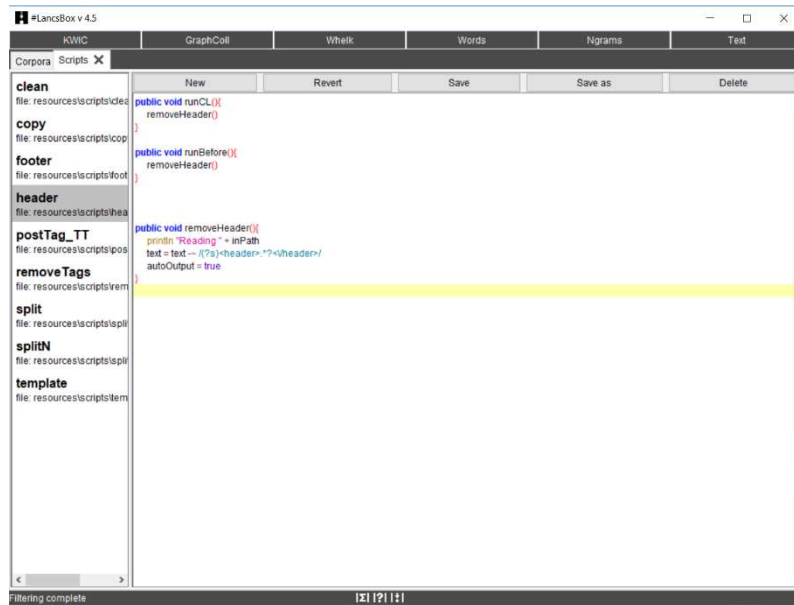 #LancsBox v 4.5
KWIC GraphColl Whelk Words Ngrams Text
Corpora Scripts X
New Revert Save Save as Delete
clean
file: resources\scripts\clea
copy
file: resources\scripts\cop
footer
file: resources\scripts\foot
header
file: resources\scripts\hea
postTag_TT
file: resources\scripts\pos
removeTags
file: resources\scripts\rem
split
file: resources\scripts\split
splitN
file: resources\scripts\split
template
file: resources\scripts\tem
public void runCL(){
removeHeader()
}
public void runBefore(){
removeHeader()
}
public void removeHeader(){
println "Reading " + inPath
text = text -- /(?s)<header>.*?<\/header>/
autoOutput = true
}
Filtering complete
|Σ| |?| |‡|